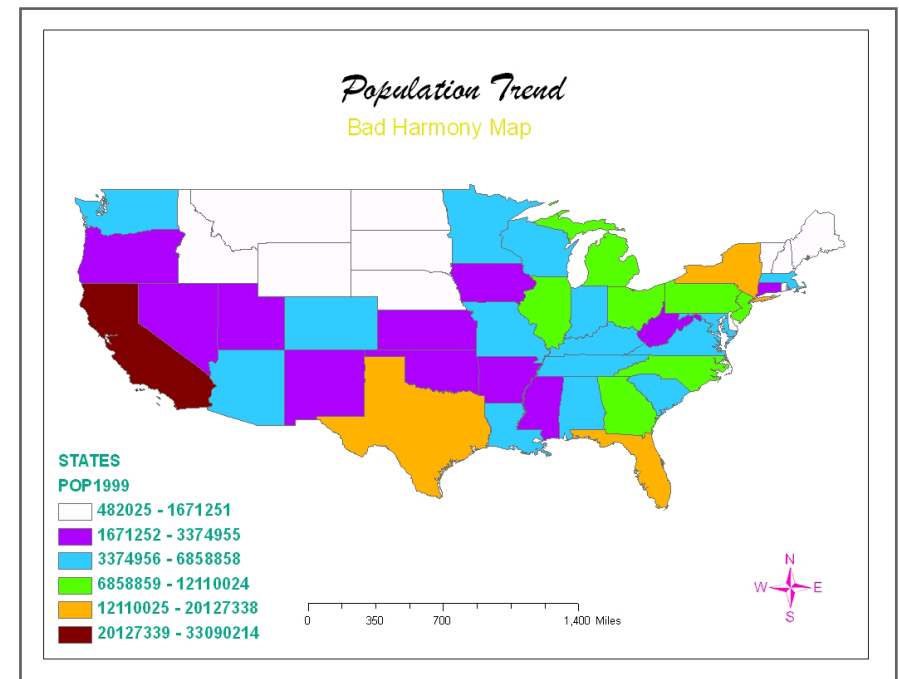 Population Trend
Bad Harmony Map
STATES
POP1999
482025 - 1671251
1671252 - 3374955
3374956 - 6858858
6858859 - 12110024
12110025 - 20127338
20127339 - 33090214
0 350 700 1,400 Miles
N
W E
S